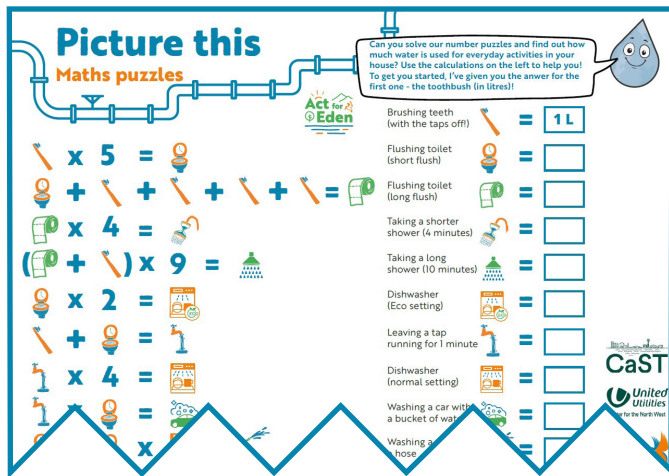 Picture this
Maths puzzles
Can you solve our number puzzles and find out how
much water is used for everyday activities in your
house? Use the calculations on the left to help you!
To get you started, I've given you the anwer for the
first one - the toothbush (in litres)!
Act for
Eden
x 5 =
+ + + + =
x 4 =
( + ) x 9 =
x 2 =
+ =
x 4 =
x =
x
Brushing teeth
(with the taps off!)
= 1 L
Flushing toilet
(short flush)
=
Flushing toilet
(long flush)
=
Taking a shorter
shower (4 minutes)
=
Taking a long
shower (10 minutes)
=
Dishwasher
(Eco setting)
=
Leaving a tap
running for 1 minute
=
Dishwasher
(normal setting)
=
Washing a car with
a bucket of
=
Washing a
hose
=
CaST
United
Utilities
for the North West